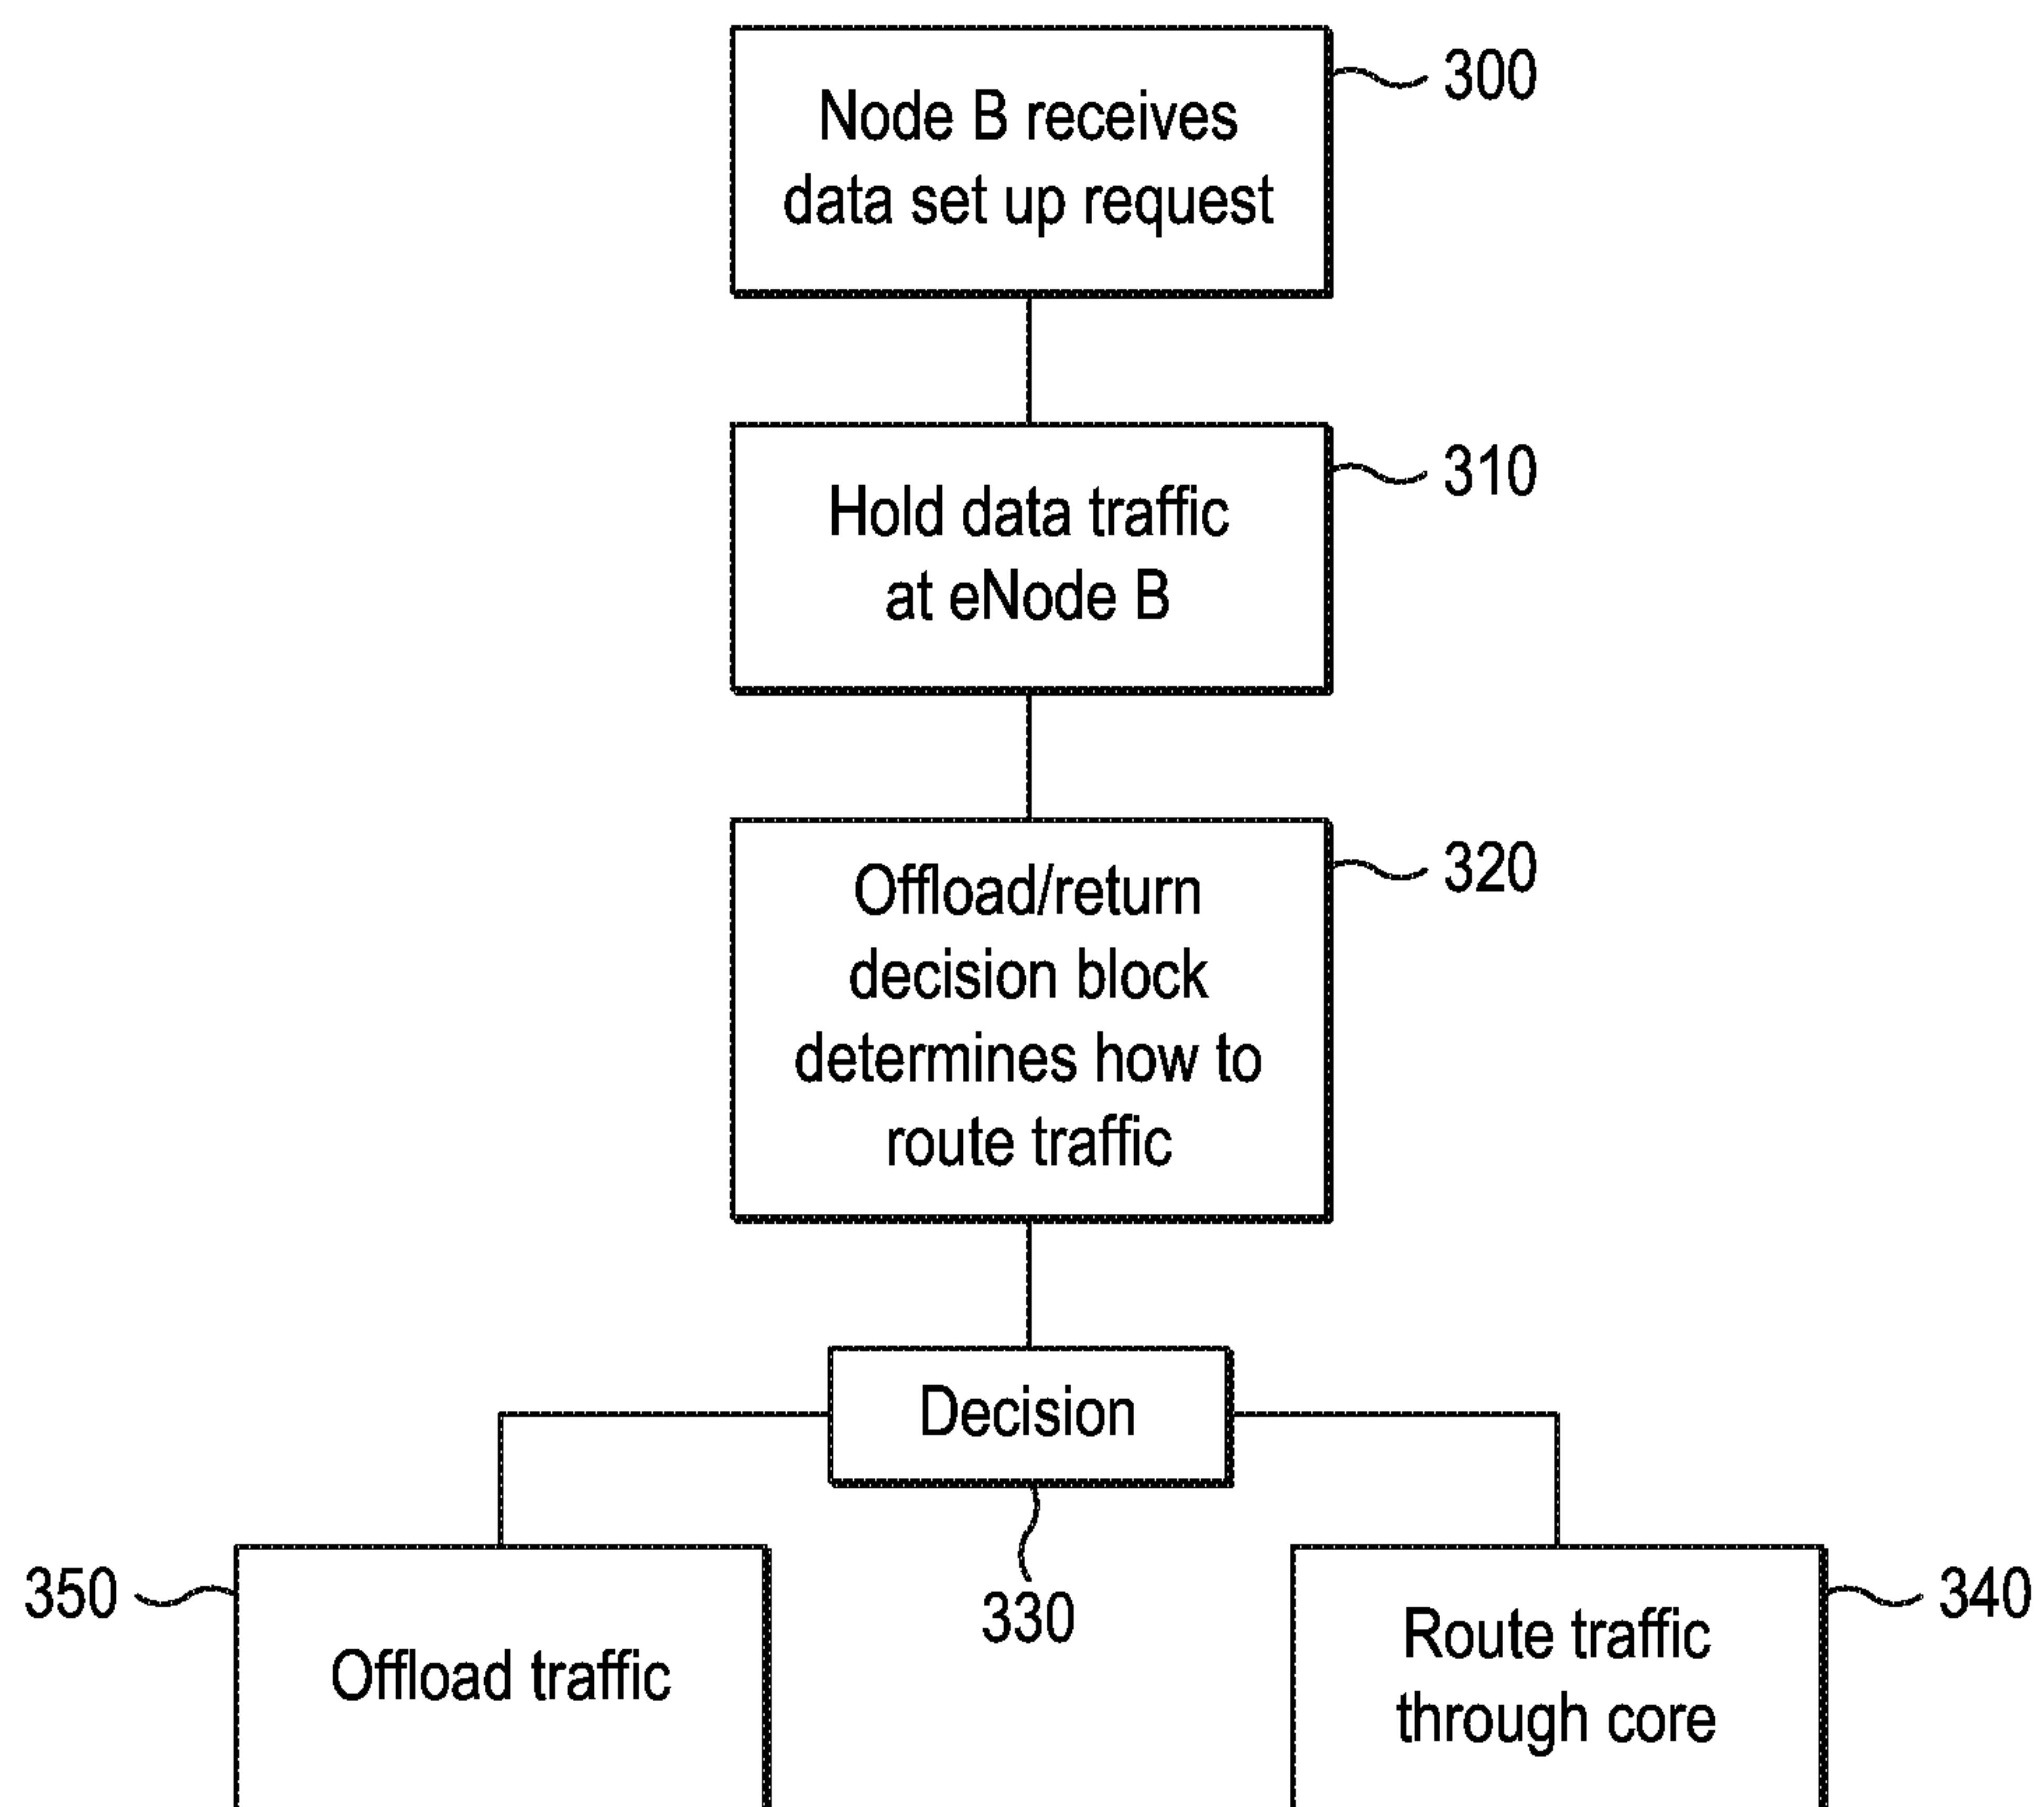 Node B receives
data set up request
300
Hold data traffic
at eNode B
310
Offload/return
decision block
determines how to
route traffic
320
Decision
330
350
Offload traffic
Route traffic
through core
340